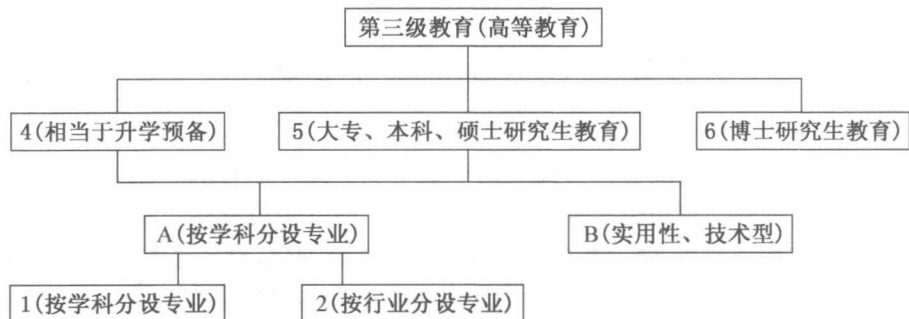 第三级教育(高等教育)
4(相当于升学预备)
5(大专、本科、硕士研究生教育)
6(博士研究生教育)
A(按学科分设专业)
B(实用性、技术型)
1(按学科分设专业)
2(按行业分设专业)